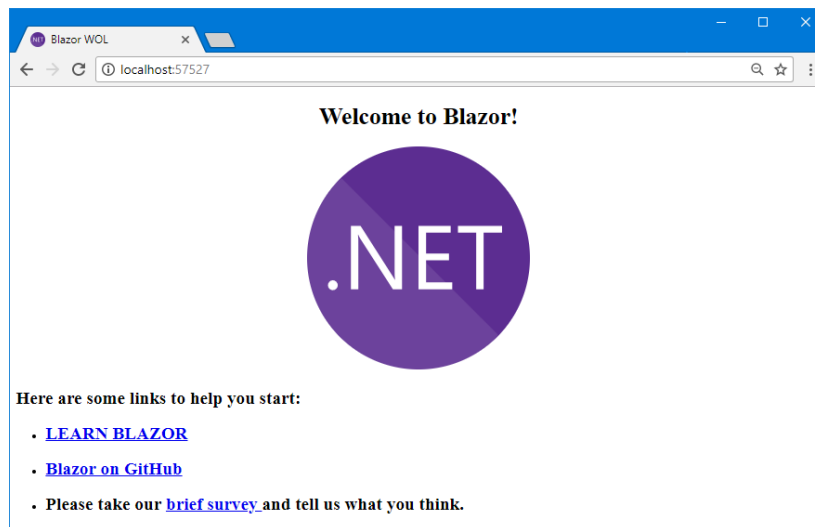 NET Blazor WOL
localhost:57527
Welcome to Blazor!
.NET
Here are some links to help you start:
LEARN BLAZOR
Blazor on GitHub
Please take our brief survey and tell us what you think.